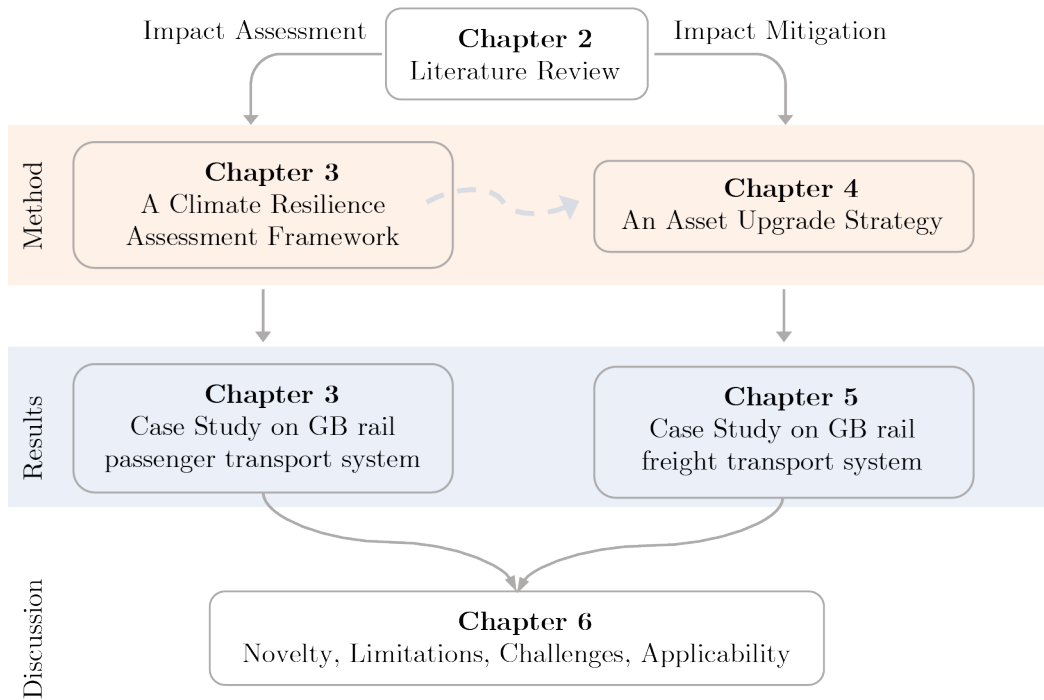 Impact Assessment
Chapter 2
Literature Review
Impact Mitigation
Method
Chapter 3
A Climate Resilience
Assessment Framework
Chapter 4
An Asset Upgrade Strategy
Results
Chapter 3
Case Study on GB rail
passenger transport system
Chapter 5
Case Study on GB rail
freight transport system
Discussion
Chapter 6
Novelty, Limitations, Challenges, Applicability